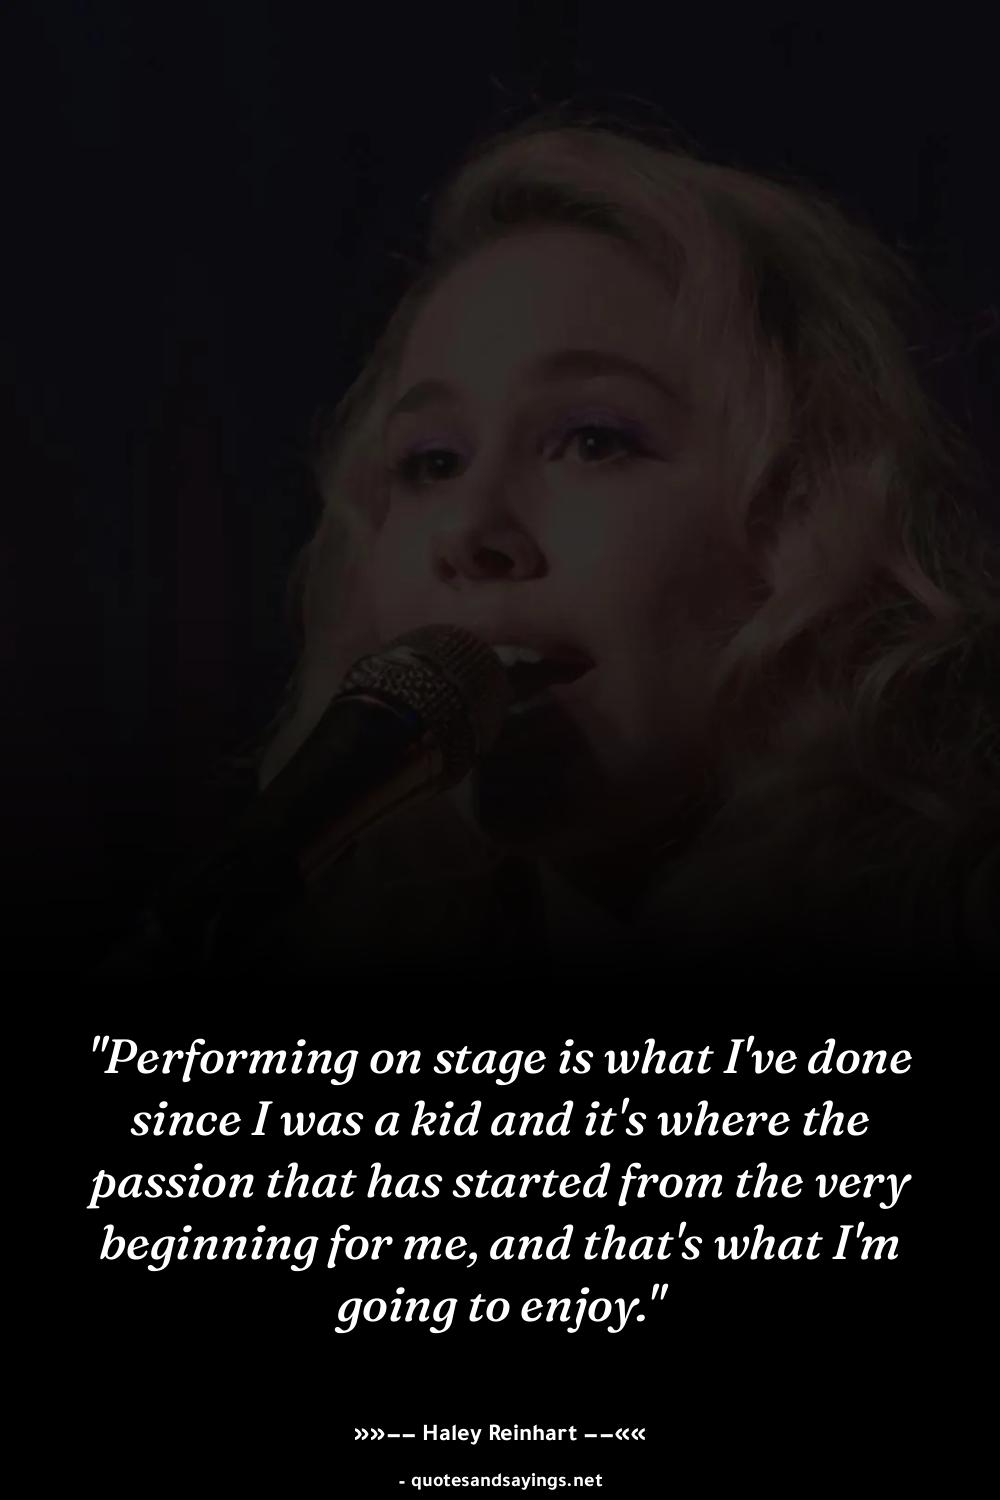 "Performing on stage is what I've done
since I was a kid and it's where the
passion that has started from the very
beginning for me, and that's what I'm
going to enjoy."
»»−− Haley Reinhart −−««
- quotesandsayings.net